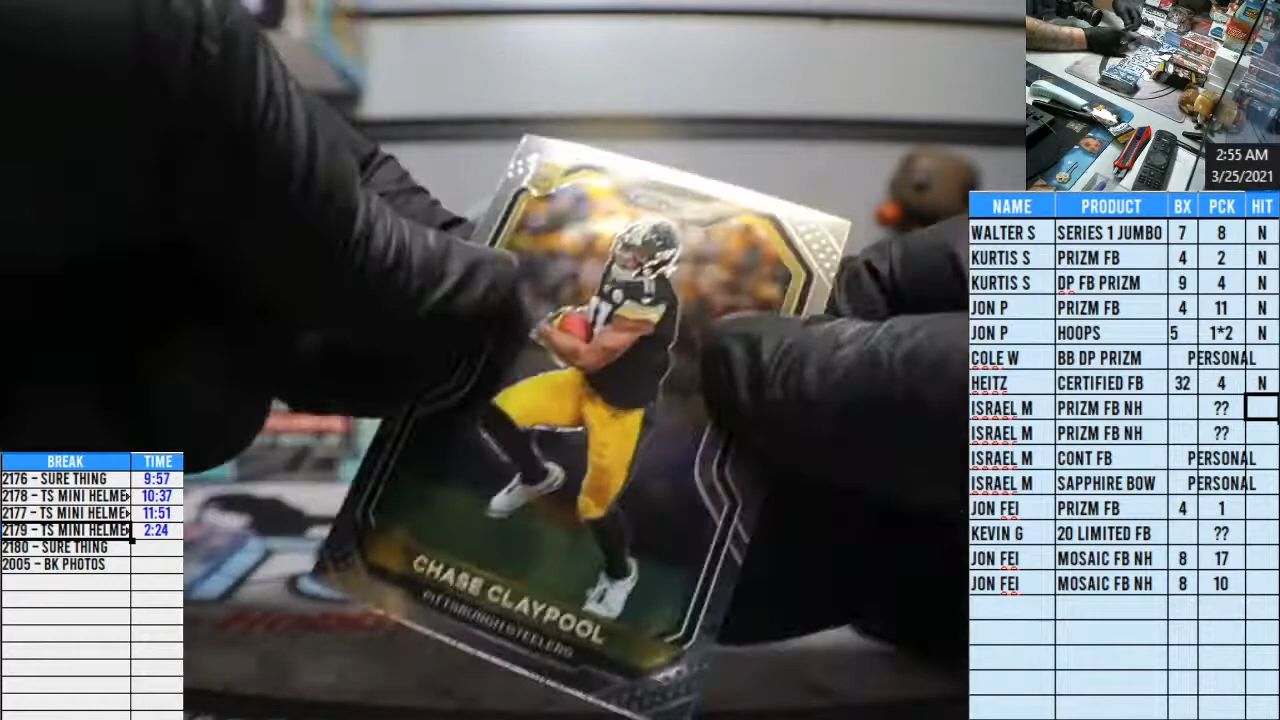 2:55 AM
3/25/2021
NAME PRODUCT BX PCK HIT
WALTER S SERIES 1 JUMBO 7 8 N
KURTIS S PRIZM FB 4 2 N
KURTIS S DP FB PRIZM 9 4 N
JON P PRIZM FB 4 11 N
JON P HOOPS 5 1*2 N
COLE W BB DP PRIZM PERSONAL
HEITZ CERTIFIED FB 32 4 N
ISRAEL M PRIZM FB NH ??
ISRAEL M PRIZM FB NH ??
ISRAEL M CONT FB PERSONAL
ISRAEL M SAPPHIRE BOW PERSONAL
JON FEI PRIZM FB 4 1
KEVIN G 20 LIMITED FB ??
JON FEI MOSAIC FB NH 8 17
JON FEI MOSAIC FB NH 8 10
BREAK TIME
2176 – SURE THING 9:57
2178 – TS MINI HELME 10:37
2177 – TS MINI HELME 11:51
2179 – TS MINI HELME 2:24
2180 – SURE THING
2005 – BK PHOTOS
CHASE CLAYPOOL
PITTSBURGH STEELERS